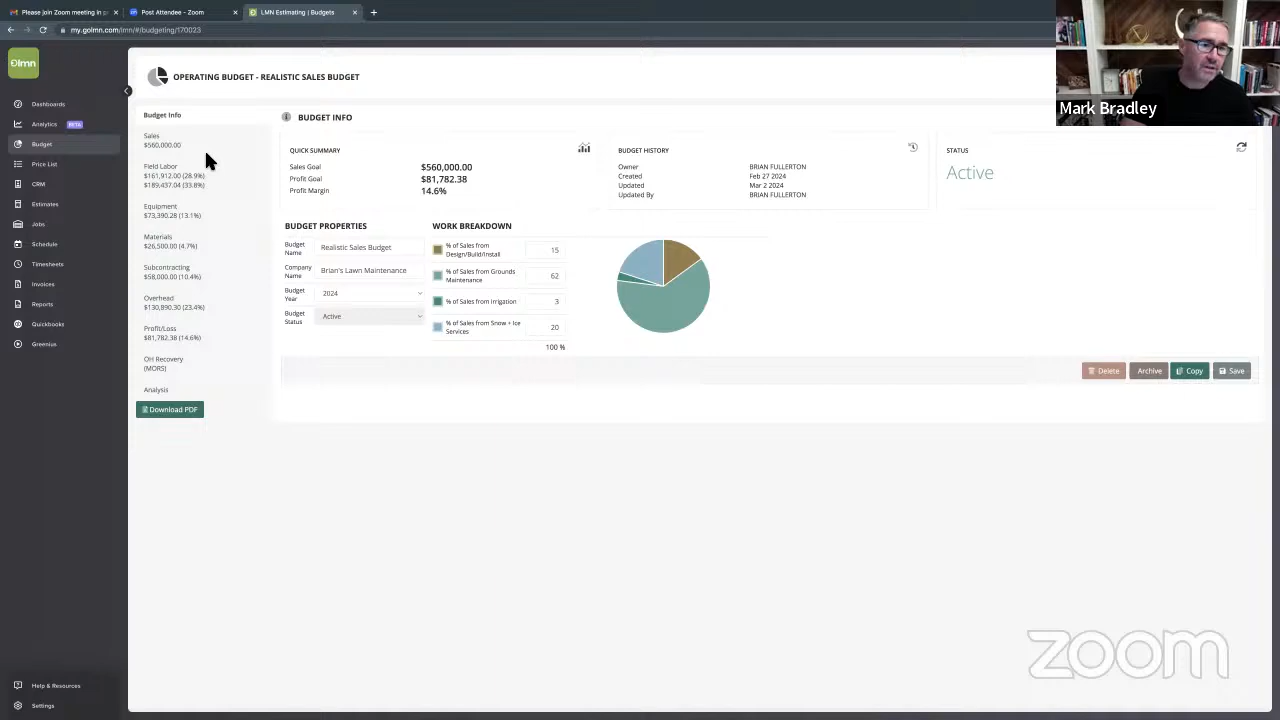 Please join Zoom meeting in pr
Post Attendee - Zoom
LMN Estimating | Budgets
my.golmn.com/lmn/#/budgeting/170023
lmn
Mark Bradley
Dashboards
Analytics BETA
Budget
Price List
CRM
Estimates
Jobs
Schedule
Timesheets
Invoices
Reports
Quickbooks
Greenius
Help & Resources
Settings
OPERATING BUDGET - REALISTIC SALES BUDGET
Budget Info
Sales
$560,000.00
Field Labor
$161,912.00 (28.9%)
$189,437.04 (33.8%)
Equipment
$73,390.28 (13.1%)
Materials
$26,500.00 (4.7%)
Subcontracting
$58,000.00 (10.4%)
Overhead
$130,890.30 (23.4%)
Profit/Loss
$81,782.38 (14.6%)
OH Recovery
(MORS)
Analysis
Download PDF
BUDGET INFO
QUICK SUMMARY
Sales Goal $560,000.00
Profit Goal $81,782.38
Profit Margin 14.6%
BUDGET HISTORY
Owner BRIAN FULLERTON
Created Feb 27 2024
Updated Mar 2 2024
Updated By BRIAN FULLERTON
STATUS
Active
BUDGET PROPERTIES
Budget
Name
Realistic Sales Budget
Company
Name
Brian's Lawn Maintenance
Budget
Year
2024
Budget
Status
Active
WORK BREAKDOWN
% of Sales from
Design/Build/Install
15
% of Sales from Grounds
Maintenance
62
% of Sales from Irrigation 3
% of Sales from Snow + Ice
Services
20
100 %
Delete
Archive
Copy
Save
zoom